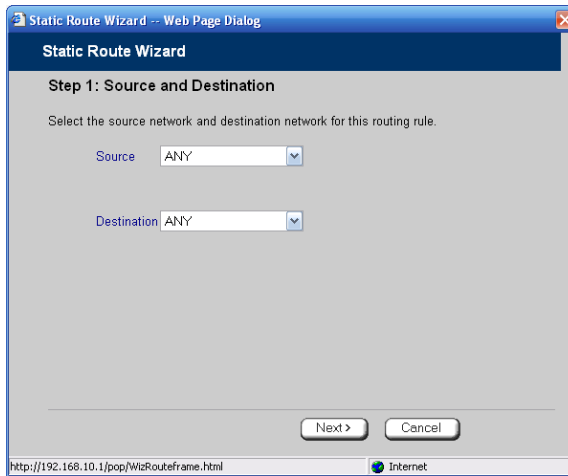 Static Route Wizard -- Web Page Dialog
Static Route Wizard
Step 1: Source and Destination
Select the source network and destination network for this routing rule.
Source ANY
Destination ANY
Next> Cancel
http://192.168.10.1/pop/WizRouteframe.html Internet